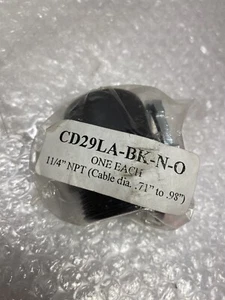 CD29LA-BK-N-O
ONE EACH
11/4" NPT (Cable dia. .71" to .98")